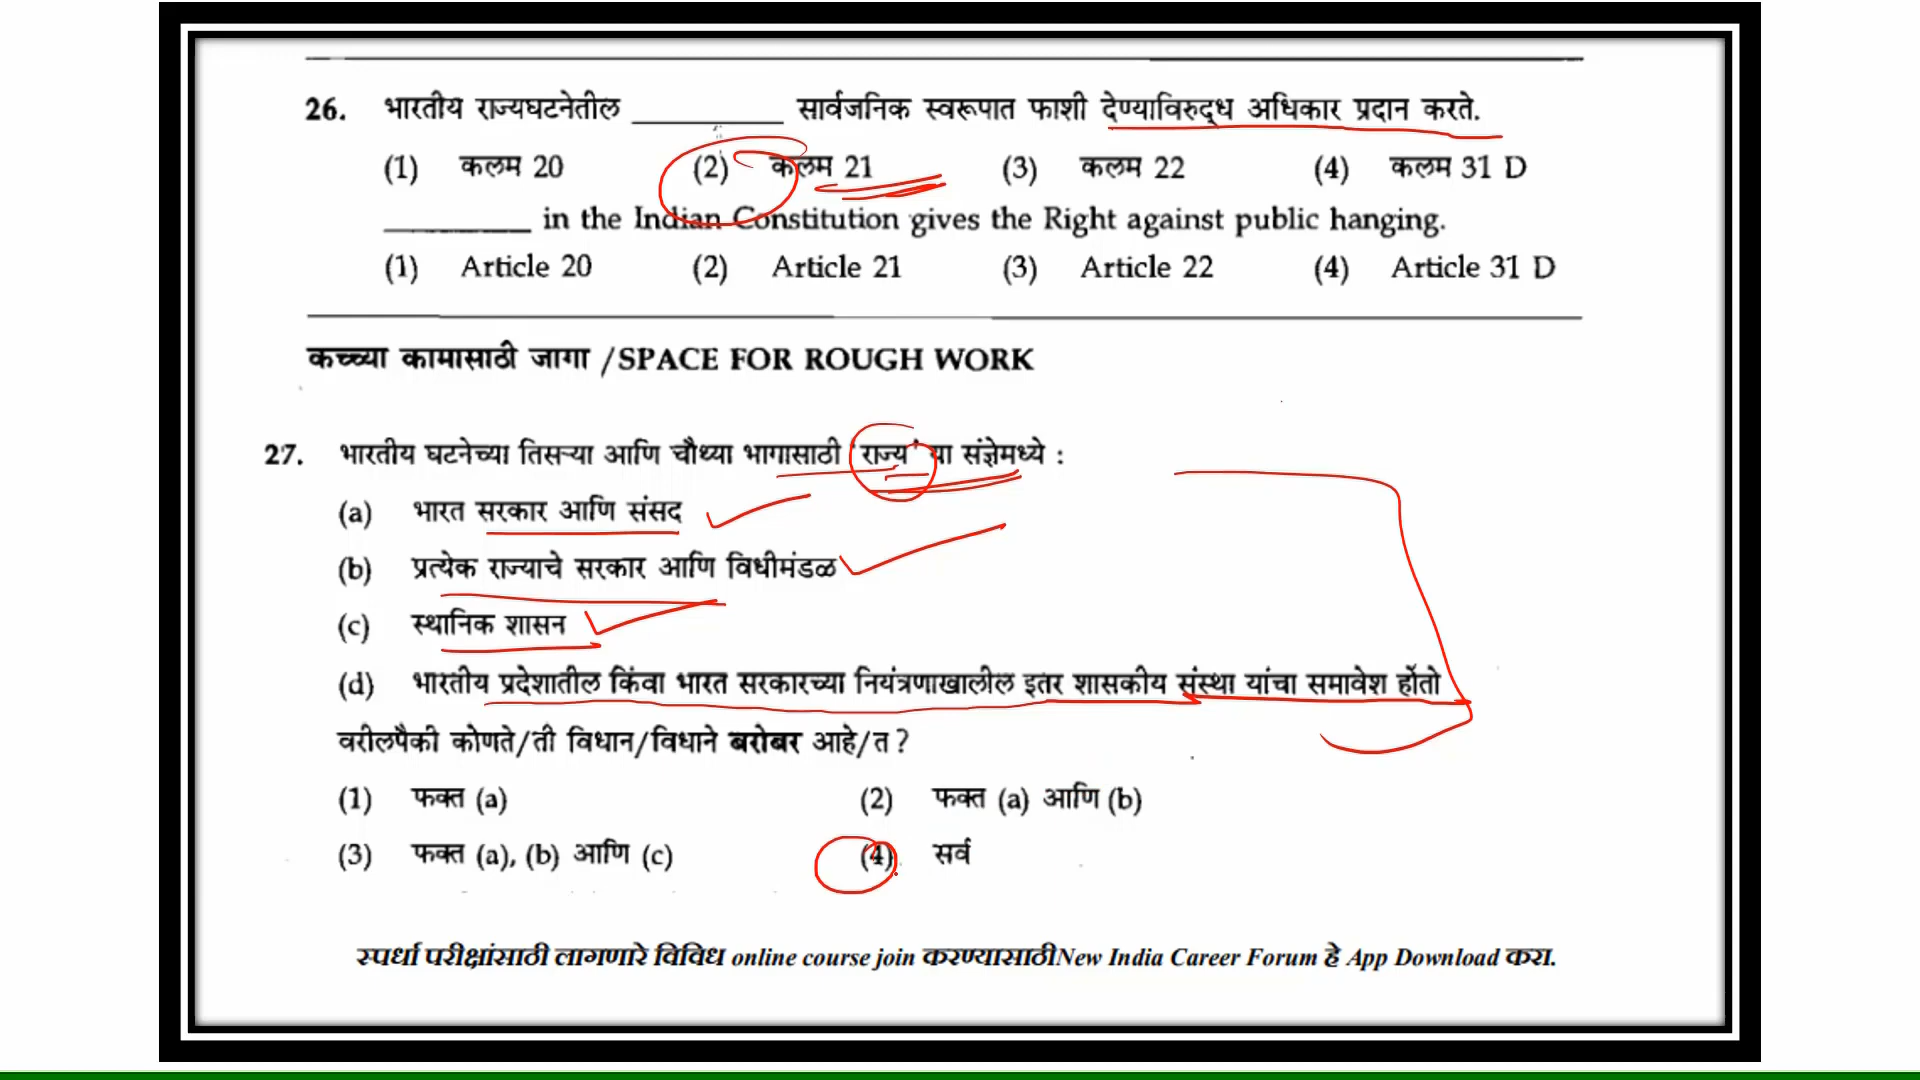 26. भारतीय राज्यघटनेतील __________ सार्वजनिक स्वरूपात फाशी देण्याविरुद्ध अधिकार प्रदान करते.
(1) कलम 20 (2) कलम 21 (3) कलम 22 (4) कलम 31 D
__________ in the Indian Constitution gives the Right against public hanging.
(1) Article 20 (2) Article 21 (3) Article 22 (4) Article 31 D
कच्च्या कामासाठी जागा /SPACE FOR ROUGH WORK
27. भारतीय घटनेच्या तिसऱ्या आणि चौथ्या भागासाठी 'राज्य' या संज्ञेमध्ये :
(a) भारत सरकार आणि संसद
(b) प्रत्येक राज्याचे सरकार आणि विधीमंडळ
(c) स्थानिक शासन
(d) भारतीय प्रदेशातील किंवा भारत सरकारच्या नियंत्रणाखालील इतर शासकीय संस्था यांचा समावेश होतो
वरीलपैकी कोणते/ती विधान/विधाने बरोबर आहे/त ?
(1) फक्त (a) (2) फक्त (a) आणि (b)
(3) फक्त (a), (b) आणि (c) (4) सर्व
स्पर्धा परीक्षांसाठी लागणारे विविध online course join करण्यासाठीNew India Career Forum हे App Download करा.